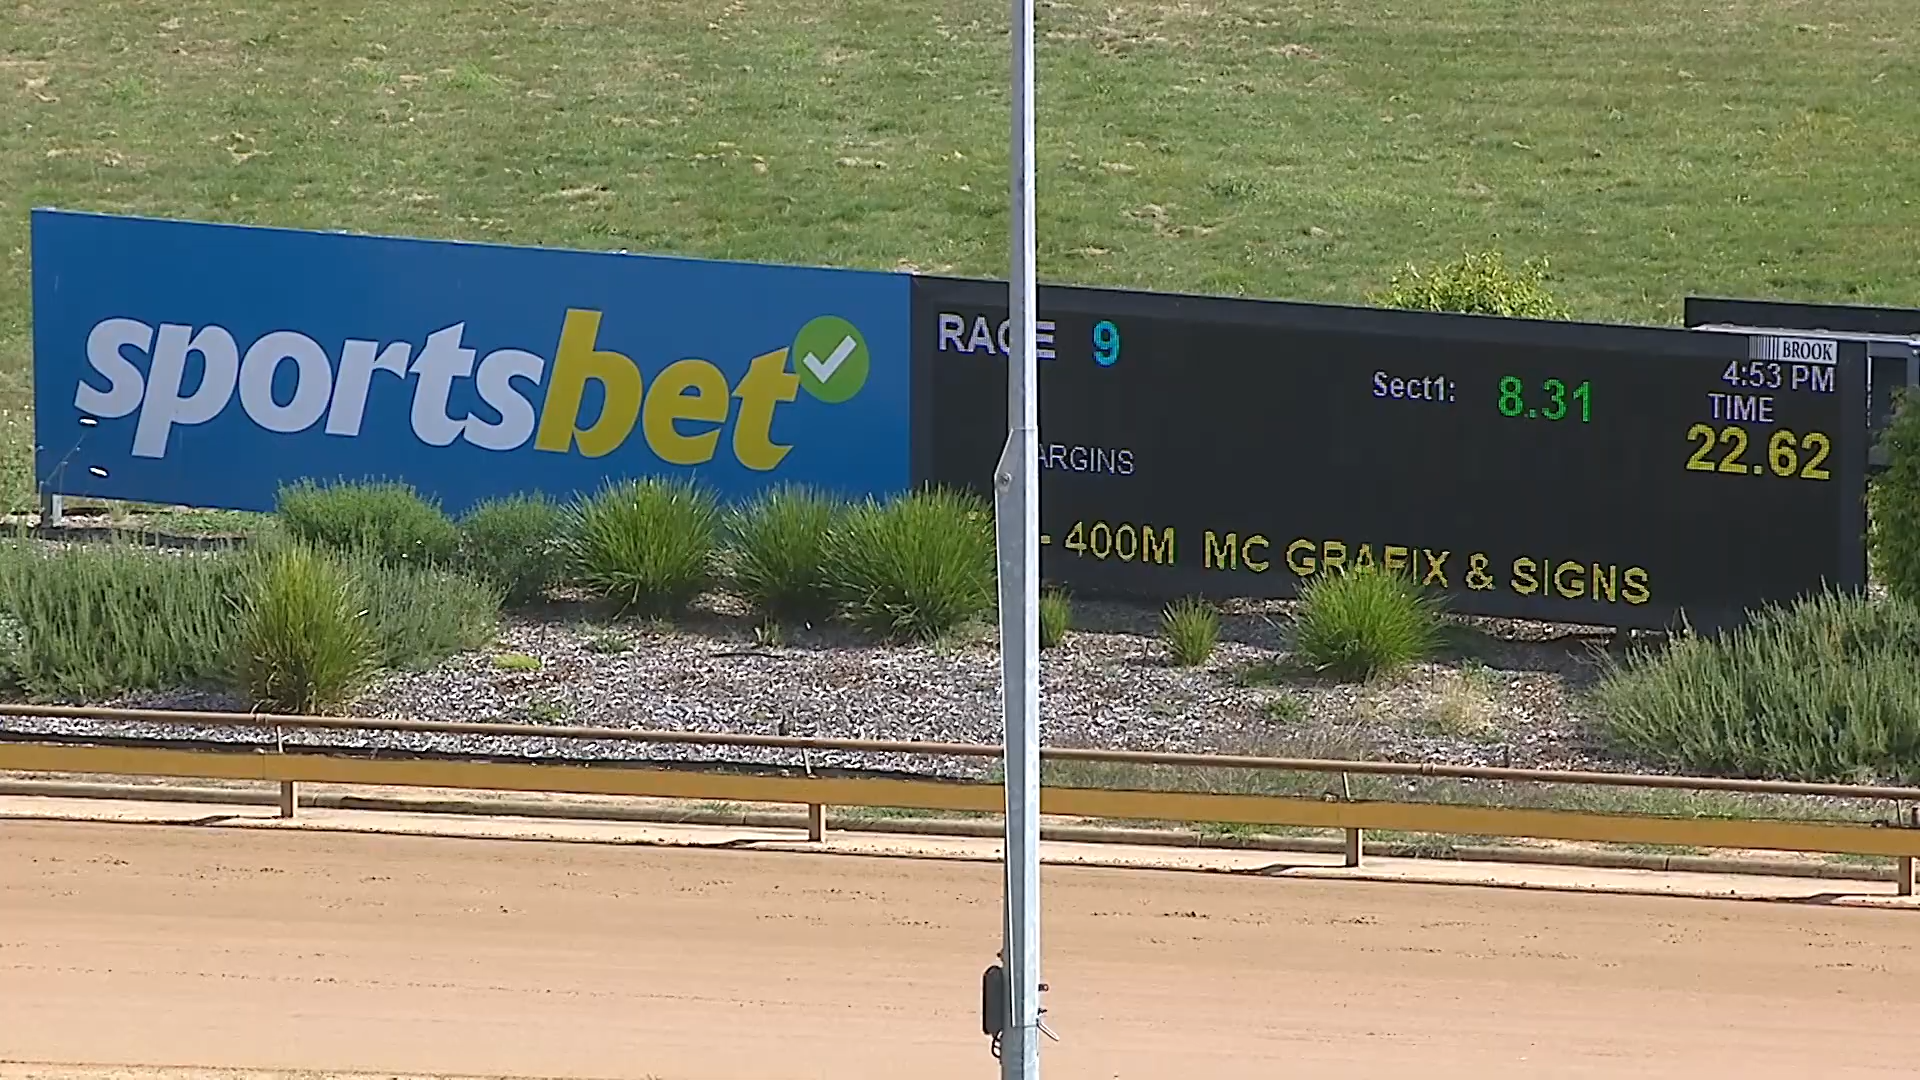 sportsbet
RACE 9
BROOK
4:53 PM
Sect1: 8.31
TIME
22.62
ARGINS
- 400M MC GRAFIX & SIGNS